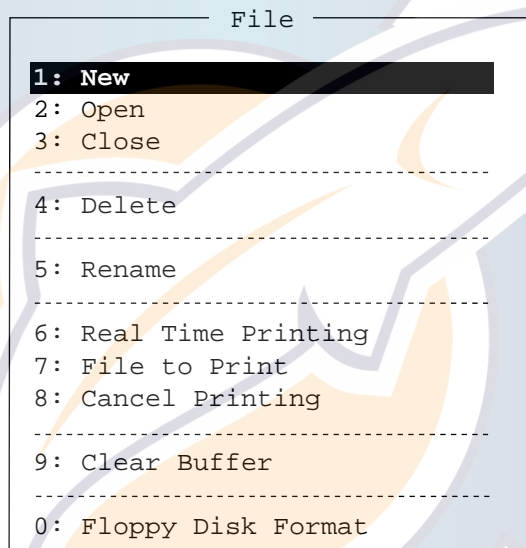 File
1: New
2: Open
3: Close
4: Delete
5: Rename
6: Real Time Printing
7: File to Print
8: Cancel Printing
9: Clear Buffer
0: Floppy Disk Format